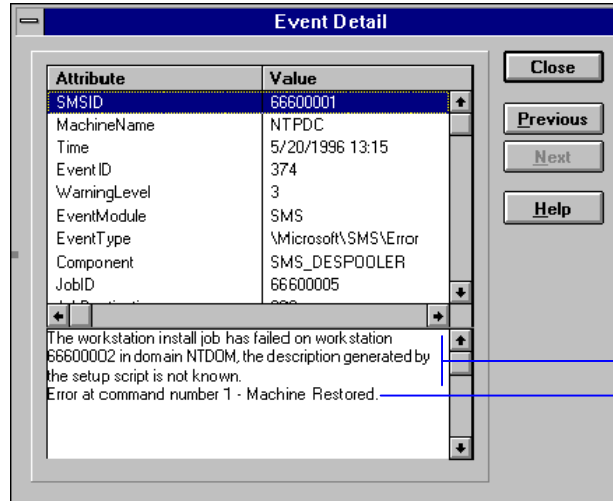 Event Detail
Attribute Value
SMSID 66600001
MachineName NTPDC
Time 5/20/1996 13:15
EventID 374
WarningLevel 3
EventModule SMS
EventType \Microsoft\SMS\Error
Component SMS_DESPOOLER
JobID 66600005
The workstation install job has failed on workstation
66600002 in domain NTDOM, the description generated by
the setup script is not known.
Error at command number 1 - Machine Restored.
Close
Previous
Next
Help